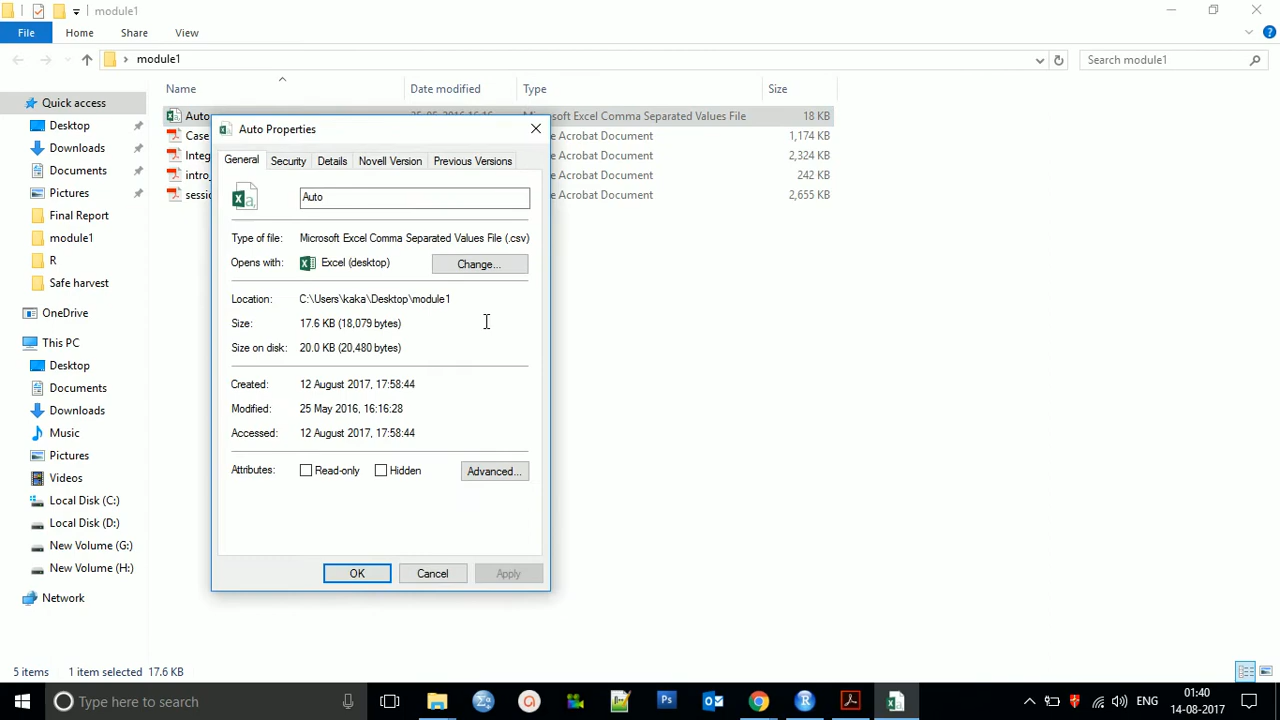 module1
File Home Share View
module1
Search module1
Name Date modified Type Size
Quick access
Desktop
Downloads
Documents
Pictures
Final Report
module1
R
Safe harvest
OneDrive
This PC
Desktop
Documents
Downloads
Music
Pictures
Videos
Local Disk (C:)
Local Disk (D:)
New Volume (G:)
New Volume (H:)
Network
Auto Microsoft Excel Comma Separated Values File 18 KB
Case Acrobat Document 1,174 KB
Integ Acrobat Document 2,324 KB
intro_ Acrobat Document 242 KB
sessic Acrobat Document 2,655 KB
Auto Properties
General Security Details Novell Version Previous Versions
Auto
Type of file: Microsoft Excel Comma Separated Values File (.csv)
Opens with: Excel (desktop) Change...
Location: C:\Users\kaka\Desktop\module1
Size: 17.6 KB (18,079 bytes)
Size on disk: 20.0 KB (20,480 bytes)
Created: 12 August 2017, 17:58:44
Modified: 25 May 2016, 16:16:28
Accessed: 12 August 2017, 17:58:44
Attributes: Read-only Hidden Advanced...
OK Cancel Apply
5 items 1 item selected 17.6 KB
Type here to search
ENG
01:40
14-08-2017